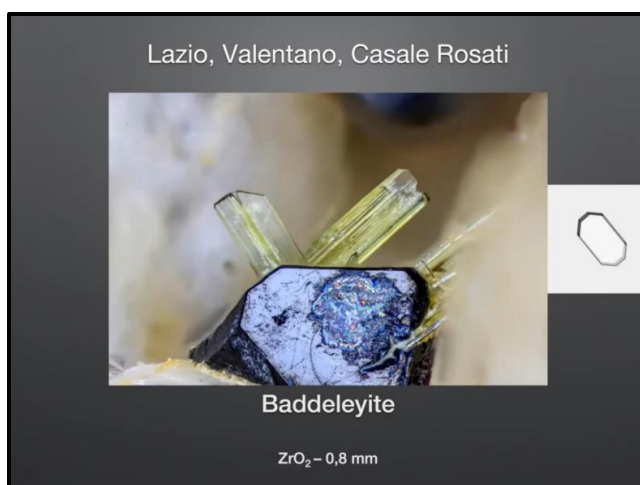 Lazio, Valentano, Casale Rosati
Baddeleyite
ZrO₂ – 0,8 mm